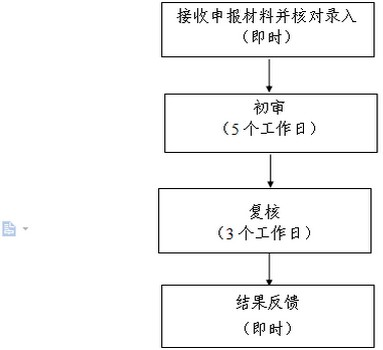 接收申报材料并核对录入
（即时）
初审
（5个工作日）
复核
（3个工作日）
结果反馈
（即时）